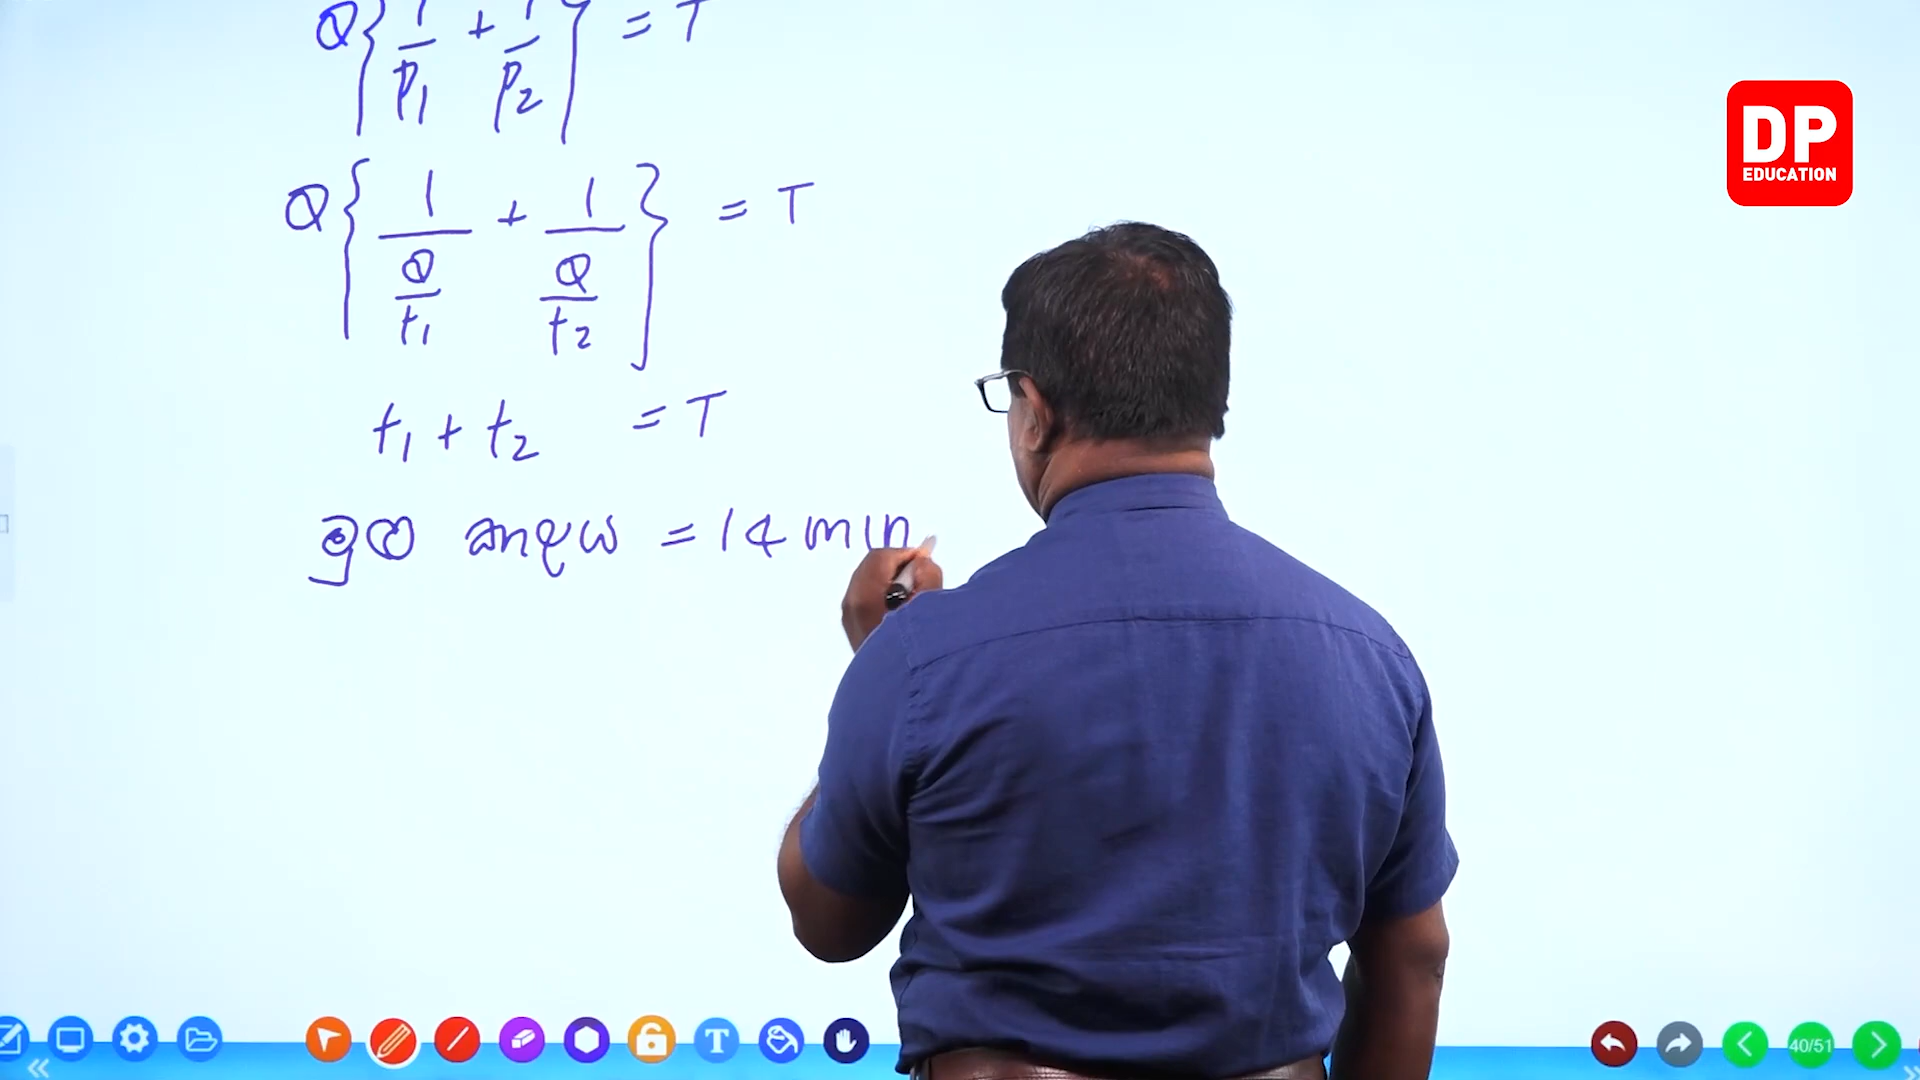 Q{1/P1 + 1/P2} = T
DP
EDUCATION
Q{1/(Q/t1) + 1/(Q/t2)} = T
t1 + t2 = T
මුළු කාලය = 14 min
T
40/51